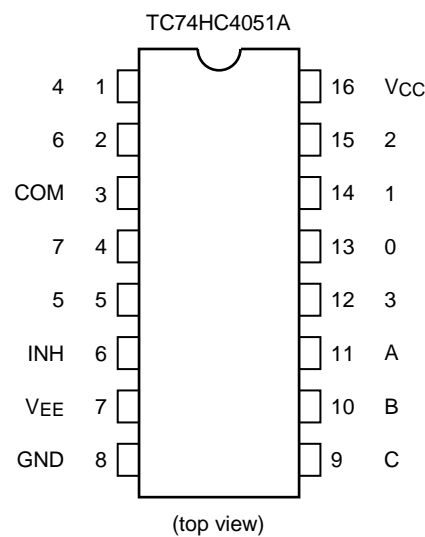 TC74HC4051A
4 1 16 VCC
6 2 15 2
COM 3 14 1
7 4 13 0
5 5 12 3
INH 6 11 A
VEE 7 10 B
GND 8 9 C
(top view)